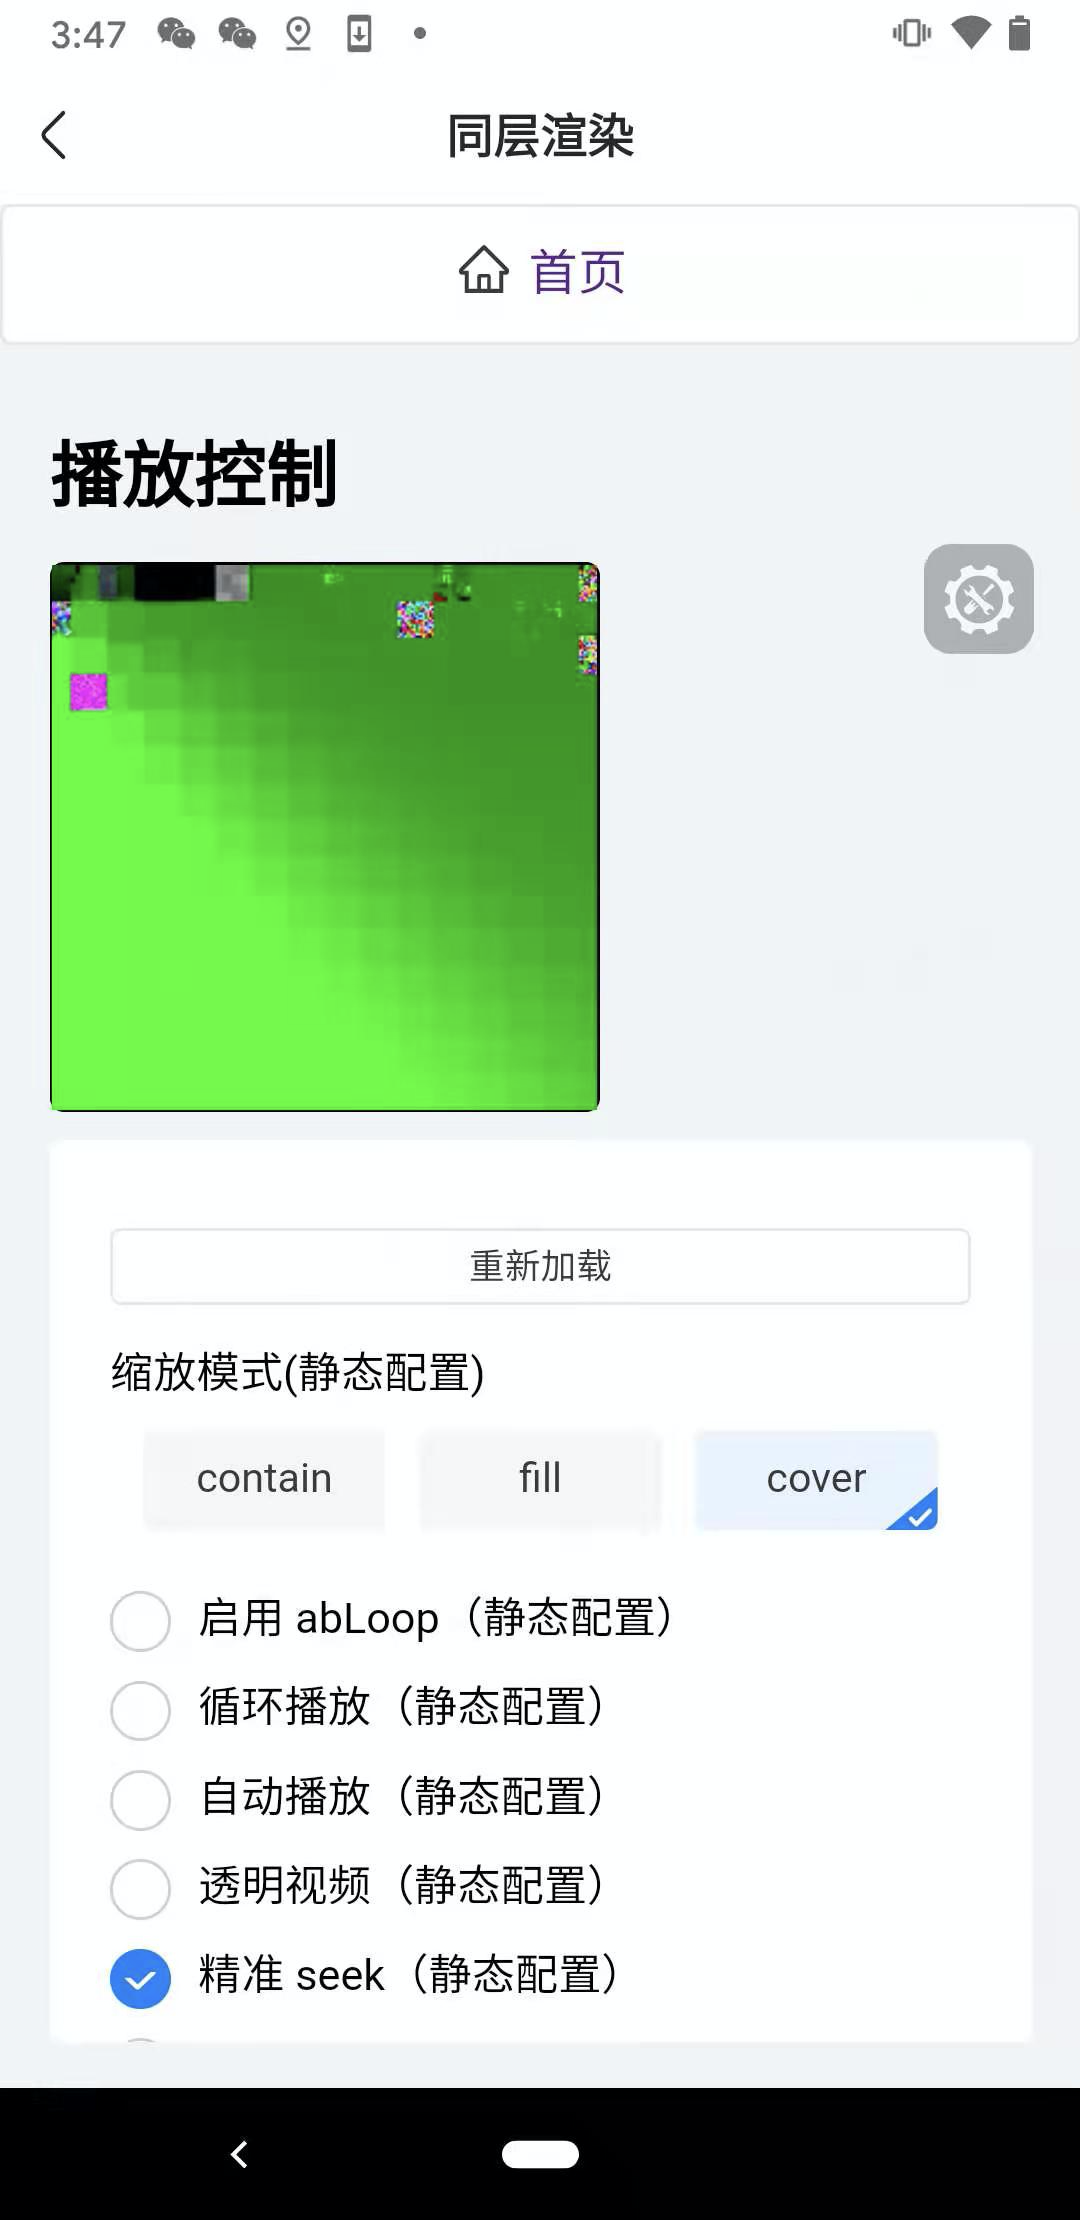 3:47
同层渲染
首页
播放控制
重新加载
缩放模式(静态配置)
contain
fill
cover
启用 abLoop（静态配置）
循环播放（静态配置）
自动播放（静态配置）
透明视频（静态配置）
精准 seek（静态配置）